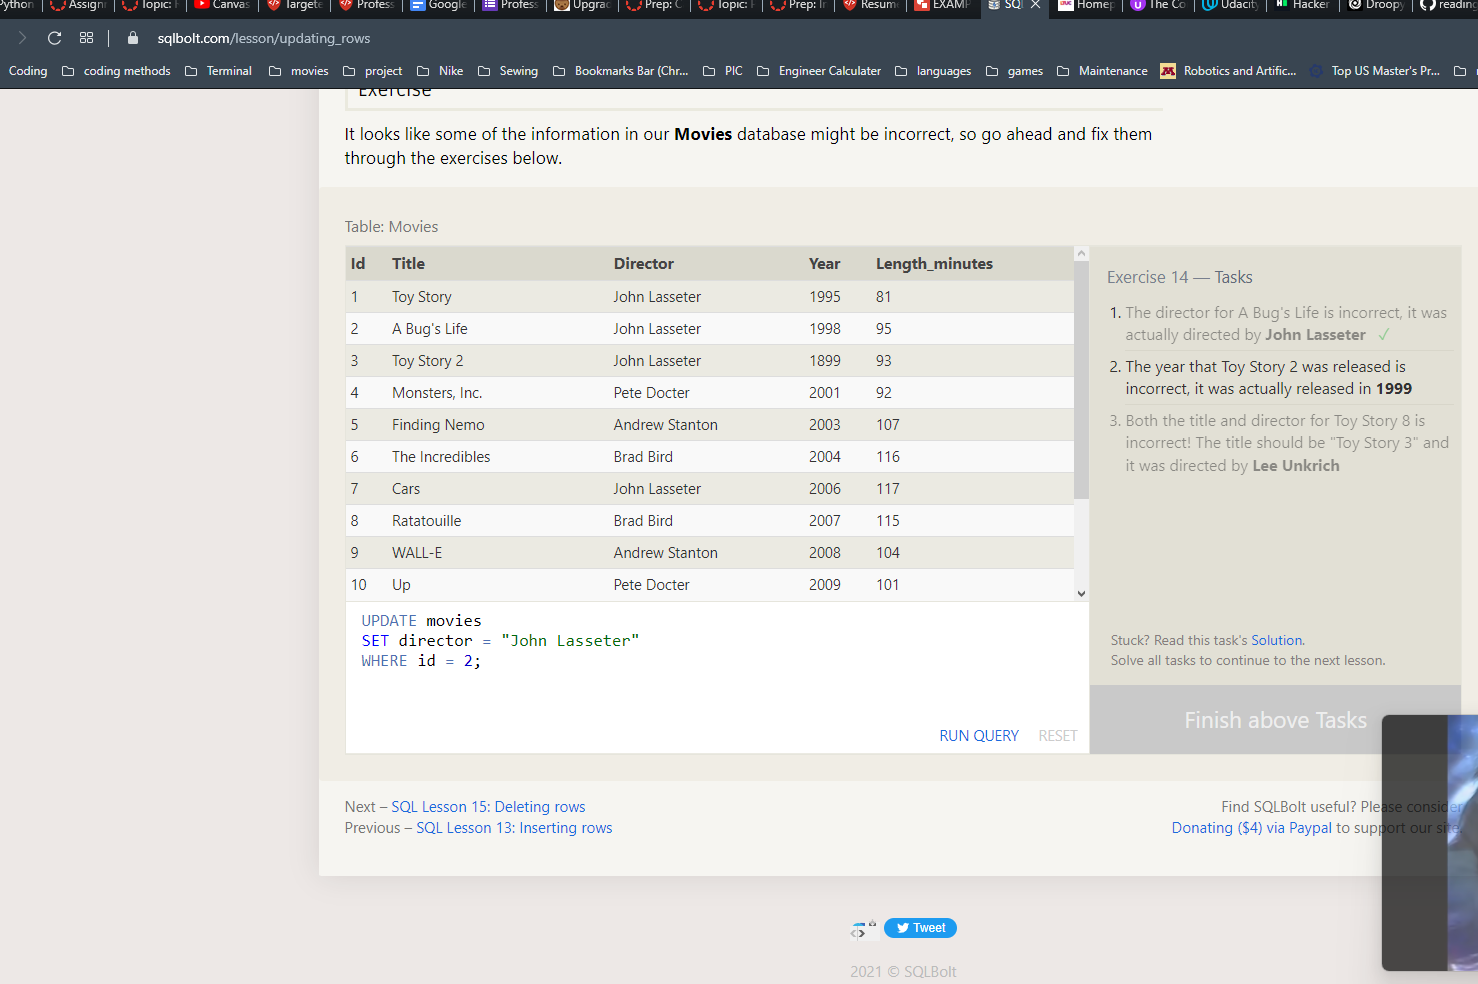 Python
Assign
Topic: F
Canvas
Targete
Profess
Google
Profess
Upgrac
Prep: C
Topic: F
Prep: Ir
Resum
EXAMP
SQL
Homep
The Co
Udacity
Hacker
Droopy
reading
sqlbolt.com/lesson/updating_rows
Coding coding methods Terminal movies project Nike Sewing Bookmarks Bar (Chr... PIC Engineer Calculater languages games Maintenance Robotics and Artific... Top US Master's Pr...
Exercise
It looks like some of the information in our Movies database might be incorrect, so go ahead and fix them
through the exercises below.
Table: Movies
Id Title Director Year Length_minutes
1 Toy Story John Lasseter 1995 81
2 A Bug's Life John Lasseter 1998 95
3 Toy Story 2 John Lasseter 1899 93
4 Monsters, Inc. Pete Docter 2001 92
5 Finding Nemo Andrew Stanton 2003 107
6 The Incredibles Brad Bird 2004 116
7 Cars John Lasseter 2006 117
8 Ratatouille Brad Bird 2007 115
9 WALL-E Andrew Stanton 2008 104
10 Up Pete Docter 2009 101
UPDATE movies
SET director = "John Lasseter"
WHERE id = 2;
RUN QUERY RESET
Exercise 14 — Tasks
1. The director for A Bug's Life is incorrect, it was
actually directed by John Lasseter ✓
2. The year that Toy Story 2 was released is
incorrect, it was actually released in 1999
3. Both the title and director for Toy Story 8 is
incorrect! The title should be "Toy Story 3" and
it was directed by Lee Unkrich
Stuck? Read this task's Solution.
Solve all tasks to continue to the next lesson.
Finish above Tasks
Next – SQL Lesson 15: Deleting rows
Previous – SQL Lesson 13: Inserting rows
Find SQLBolt useful? Please consider
Donating ($4) via Paypal to support our site.
Tweet
2021 © SQLBolt